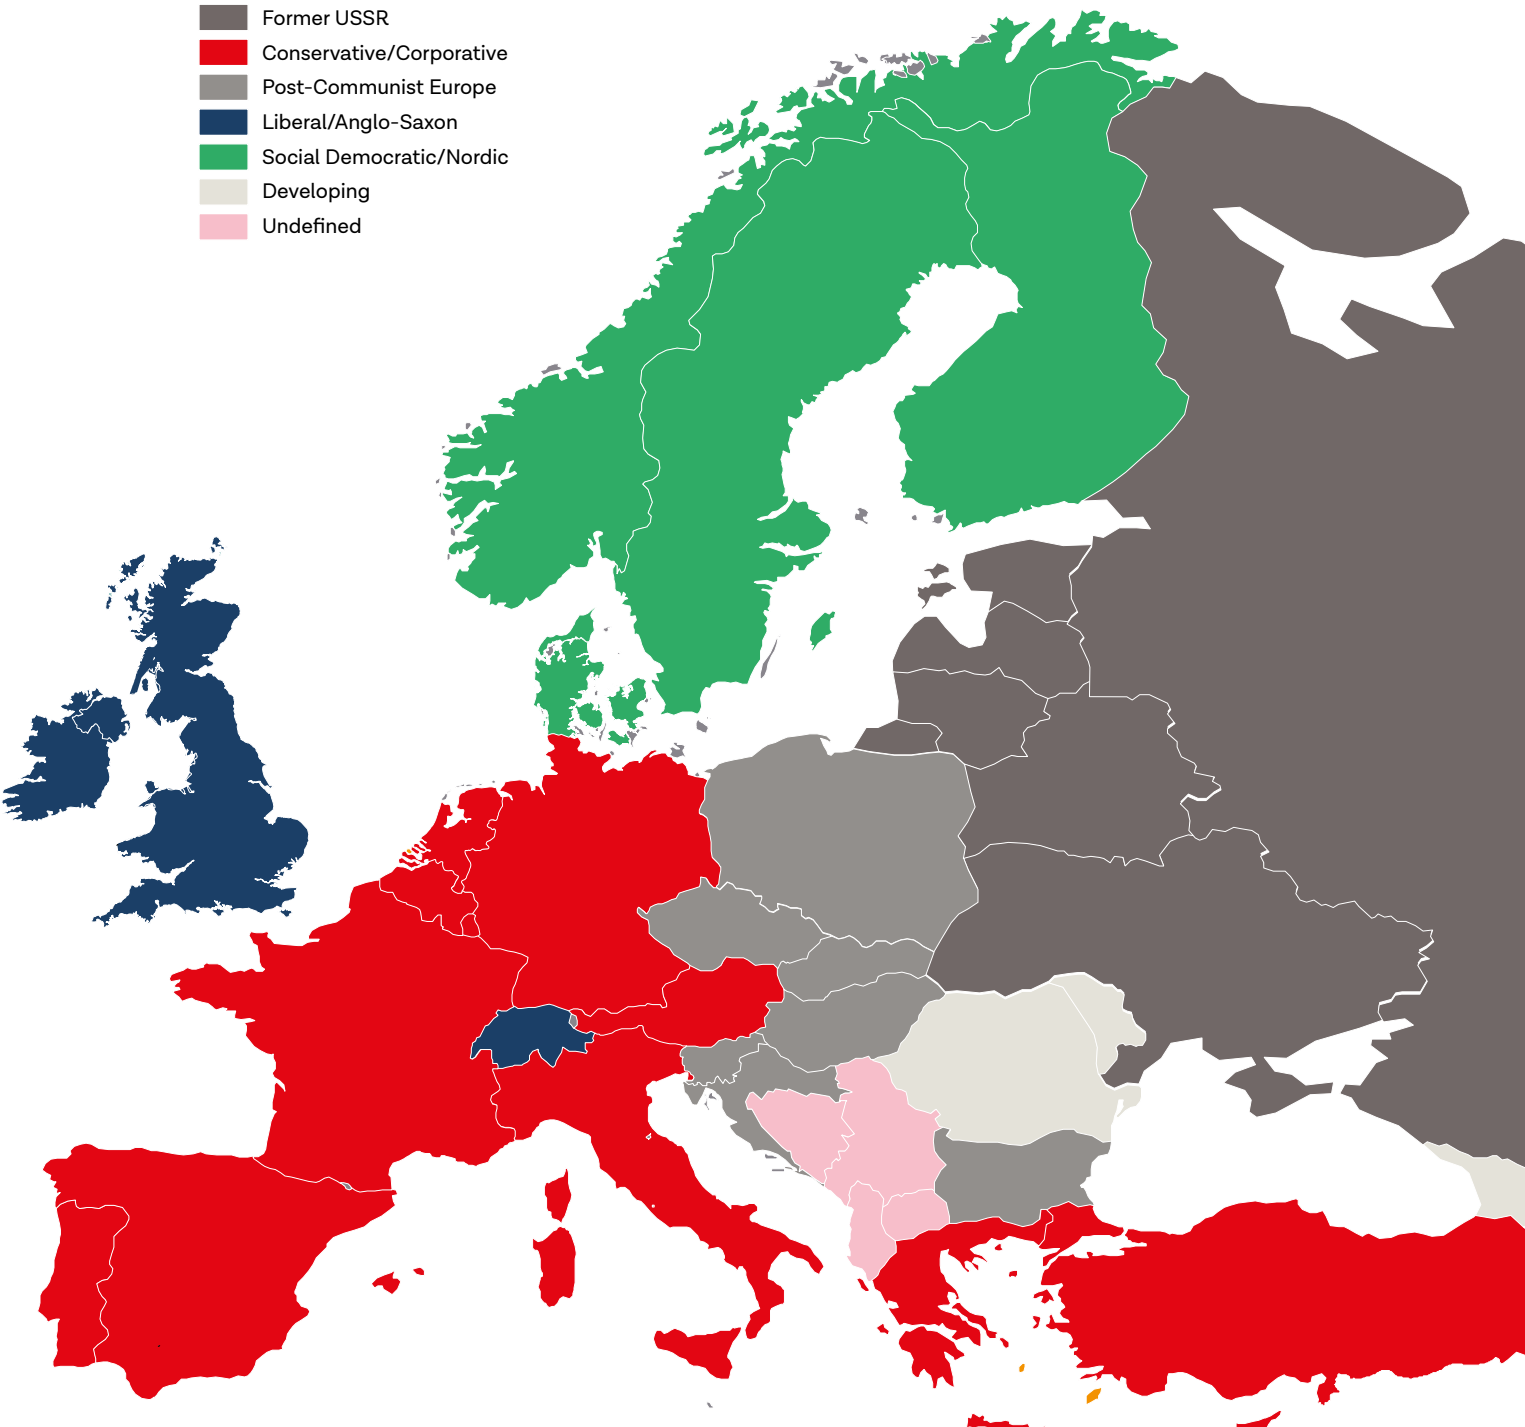 Former USSR
Conservative/Corporative
Post-Communist Europe
Liberal/Anglo-Saxon
Social Democratic/Nordic
Developing
Undefined